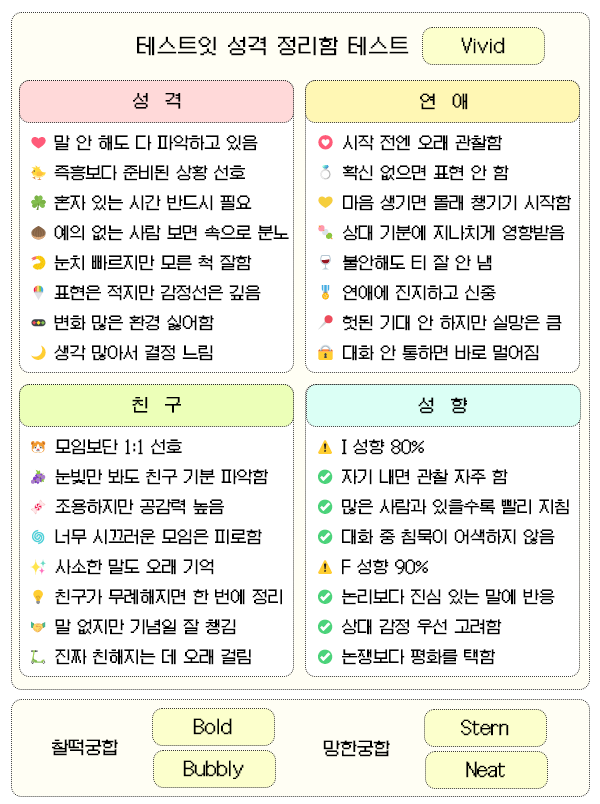 테스트잇 성격 정리함 테스트 Vivid
성 격
말 안 해도 다 파악하고 있음
즉흥보다 준비된 상황 선호
혼자 있는 시간 반드시 필요
예의 없는 사람 보면 속으로 분노
눈치 빠르지만 모른 척 잘함
표현은 적지만 감정선은 깊음
변화 많은 환경 싫어함
생각 많아서 결정 느림
연 애
시작 전엔 오래 관찰함
확신 없으면 표현 안 함
마음 생기면 몰래 챙기기 시작함
상대 기분에 지나치게 영향받음
불안해도 티 잘 안 냄
연애에 진지하고 신중
헛된 기대 안 하지만 실망은 큼
대화 안 통하면 바로 멀어짐
친 구
모임보단 1:1 선호
눈빛만 봐도 친구 기분 파악함
조용하지만 공감력 높음
너무 시끄러운 모임은 피로함
사소한 말도 오래 기억
친구가 무례해지면 한 번에 정리
말 없지만 기념일 잘 챙김
진짜 친해지는 데 오래 걸림
성 향
I 성향 80%
자기 내면 관찰 자주 함
많은 사람과 있을수록 빨리 지침
대화 중 침묵이 어색하지 않음
F 성향 90%
논리보다 진심 있는 말에 반응
상대 감정 우선 고려함
논쟁보다 평화를 택함
찰떡궁합
Bold
Bubbly
망한궁합
Stern
Neat